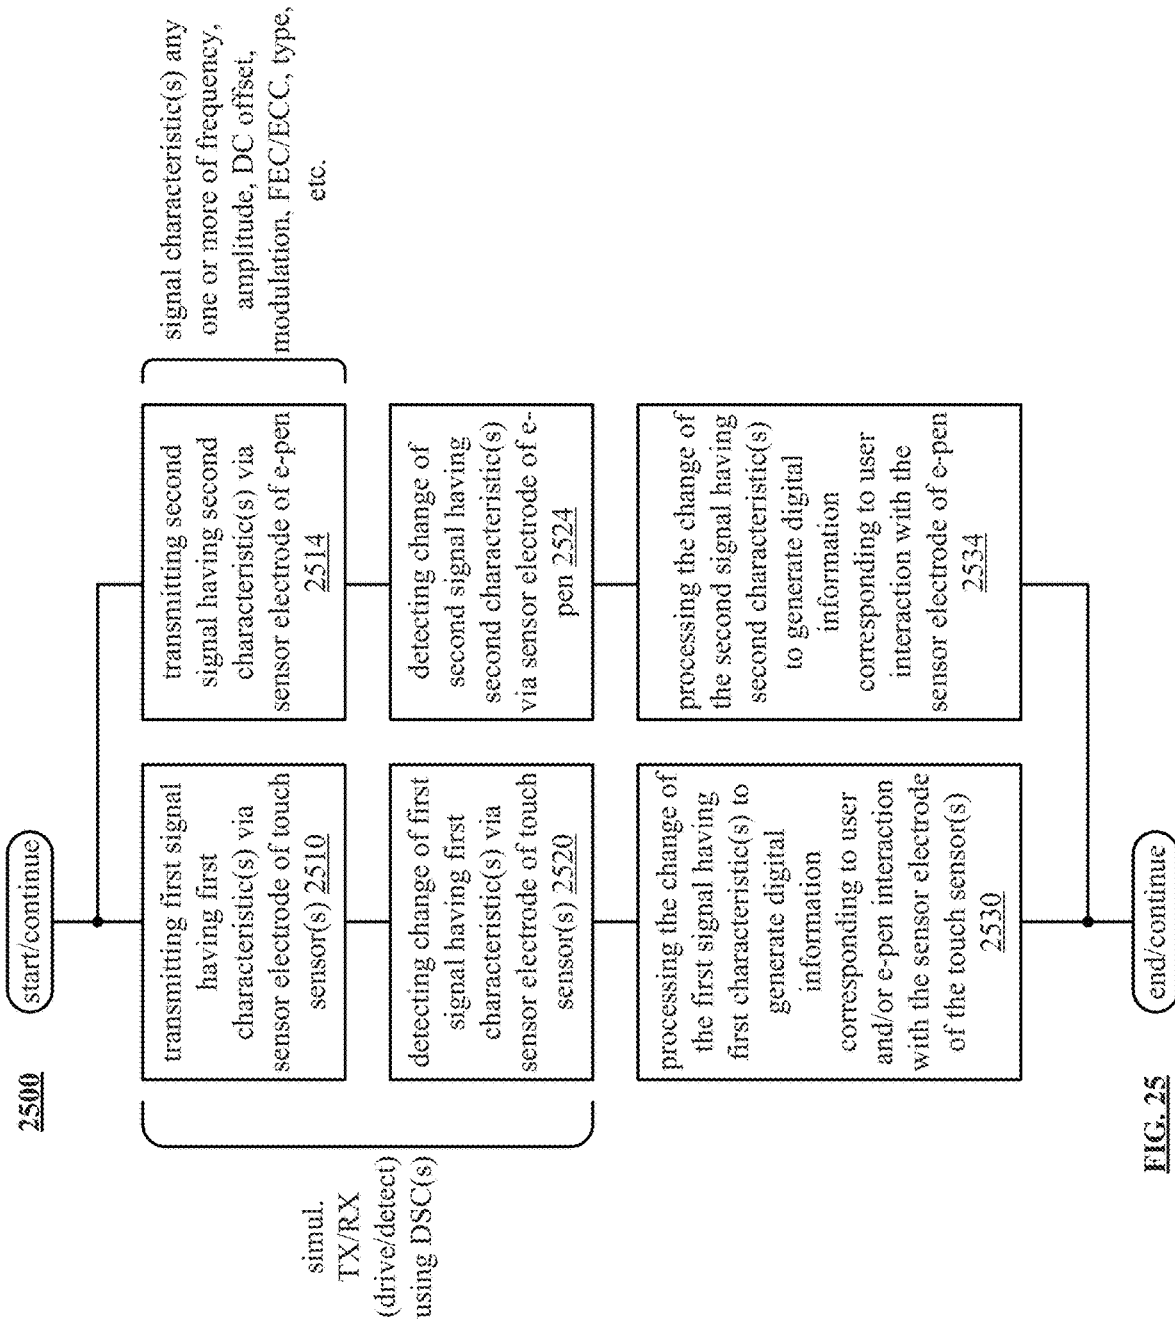 2500
start/continue
transmitting first signal
having first
characteristic(s) via
sensor electrode of touch
sensor(s) 2510
detecting change of first
signal having first
characteristic(s) via
sensor electrode of touch
sensor(s) 2520
processing the change of
the first signal having
first characteristic(s) to
generate digital
information
corresponding to user
and/or e-pen interaction
with the sensor electrode
of the touch sensor(s)
2530
transmitting second
signal having second
characteristic(s) via
sensor electrode of e-pen
2514
detecting change of
second signal having
second characteristic(s)
via sensor electrode of e-
pen 2524
processing the change of
the second signal having
second characteristic(s)
to generate digital
information
corresponding to user
interaction with the
sensor electrode of e-pen
2534
simul.
TX/RX
(drive/detect)
using DSC(s)
signal characteristic(s) any
one or more of frequency,
amplitude, DC offset,
modulation, FEC/ECC, type,
etc.
end/continue
FIG. 25